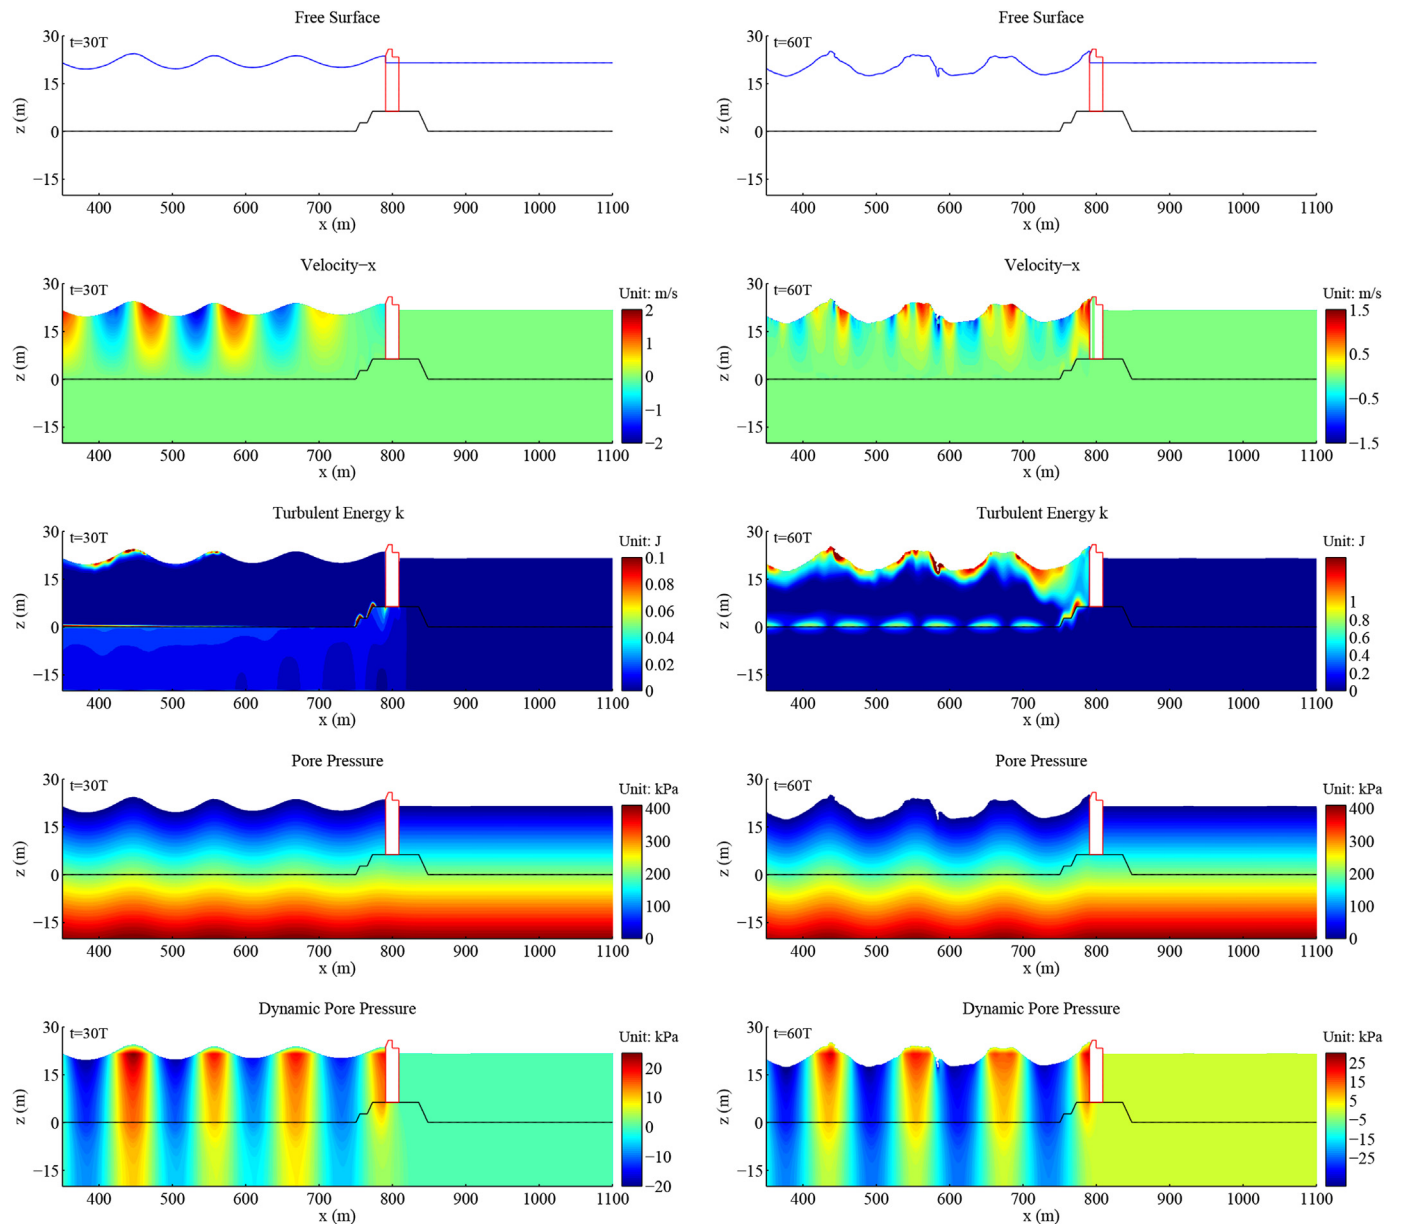 Free Surface
30
t=30T
15
z (m)
0
−15
400 500 600 700 800 900 1000 1100
x (m)
Free Surface
30
t=60T
15
z (m)
0
−15
400 500 600 700 800 900 1000 1100
x (m)
Velocity−x
30
t=30T
Unit: m/s
15
z (m)
0
−15
2
1
0
−1
−2
400 500 600 700 800 900 1000 1100
x (m)
Velocity−x
30
t=60T
Unit: m/s
15
z (m)
0
−15
1.5
0.5
−0.5
−1.5
400 500 600 700 800 900 1000 1100
x (m)
Turbulent Energy k
30
t=30T
Unit: J
15
z (m)
0
−15
0.1
0.08
0.06
0.04
0.02
0
400 500 600 700 800 900 1000 1100
x (m)
Turbulent Energy k
30
t=60T
Unit: J
15
z (m)
0
−15
1
0.8
0.6
0.4
0.2
0
400 500 600 700 800 900 1000 1100
x (m)
Pore Pressure
30
t=30T
Unit: kPa
15
z (m)
0
−15
400
300
200
100
0
400 500 600 700 800 900 1000 1100
x (m)
Pore Pressure
30
t=60T
Unit: kPa
15
z (m)
0
−15
400
300
200
100
0
400 500 600 700 800 900 1000 1100
x (m)
Dynamic Pore Pressure
30
t=30T
Unit: kPa
15
z (m)
0
−15
20
10
0
−10
−20
400 500 600 700 800 900 1000 1100
x (m)
Dynamic Pore Pressure
30
t=60T
Unit: kPa
15
z (m)
0
−15
25
15
5
−5
−15
−25
400 500 600 700 800 900 1000 1100
x (m)